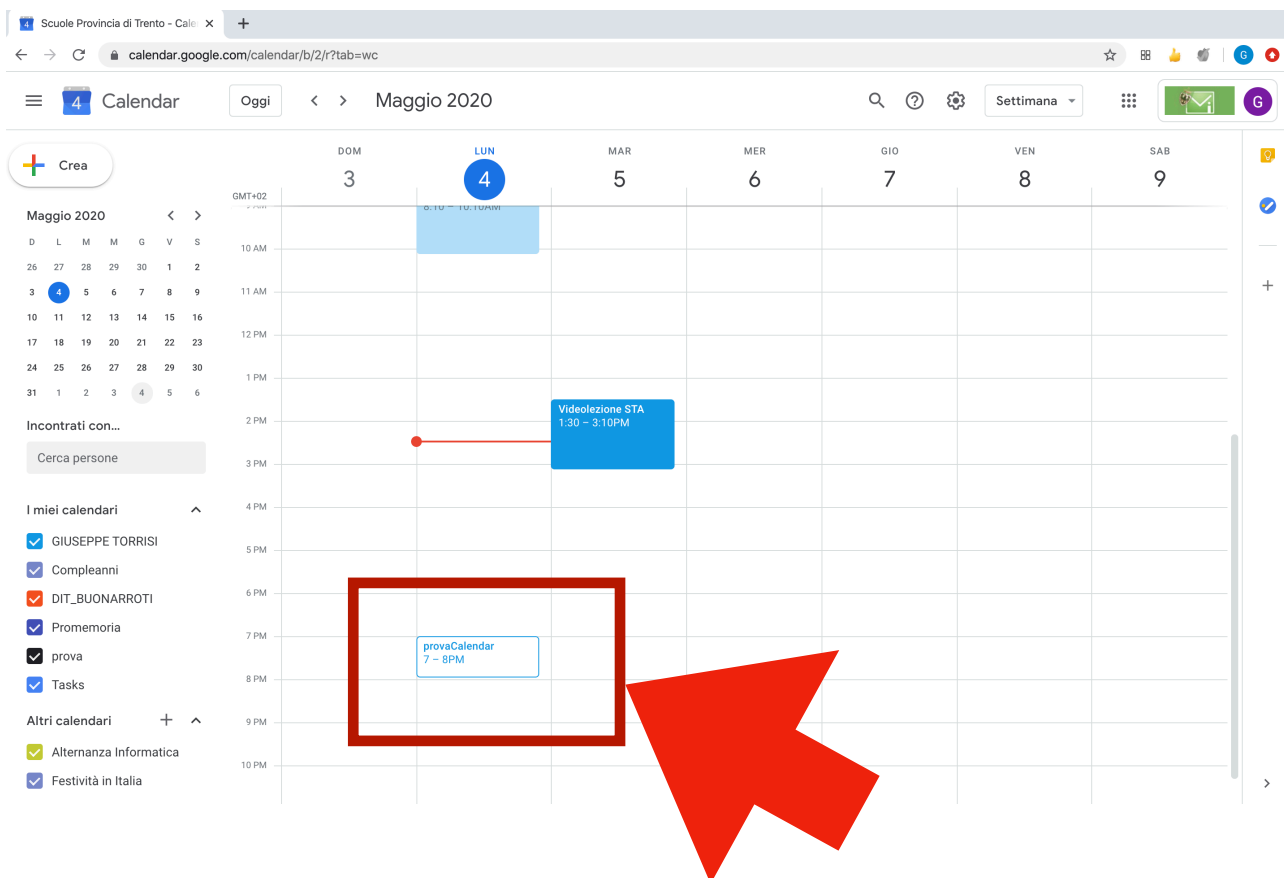 4 Scuole Provincia di Trento - Cale
calendar.google.com/calendar/b/2/r?tab=wc
G
4 Calendar Oggi Maggio 2020 Settimana G
Crea
DOM LUN MAR MER GIO VEN SAB
3 4 5 6 7 8 9
GMT+02
Maggio 2020
D L M M G V S
26 27 28 29 30 1 2
3 4 5 6 7 8 9
10 11 12 13 14 15 16
17 18 19 20 21 22 23
24 25 26 27 28 29 30
31 1 2 3 4 5 6
Incontrati con...
Cerca persone
I miei calendari
GIUSEPPE TORRISI
Compleanni
DIT_BUONARROTI
Promemoria
prova
Tasks
Altri calendari
Alternanza Informatica
Festività in Italia
8:10 – 10:10AM
10 AM
11 AM
12 PM
1 PM
2 PM
3 PM
4 PM
5 PM
6 PM
7 PM
8 PM
9 PM
10 PM
Videolezione STA
1:30 – 3:10PM
provaCalendar
7 – 8PM